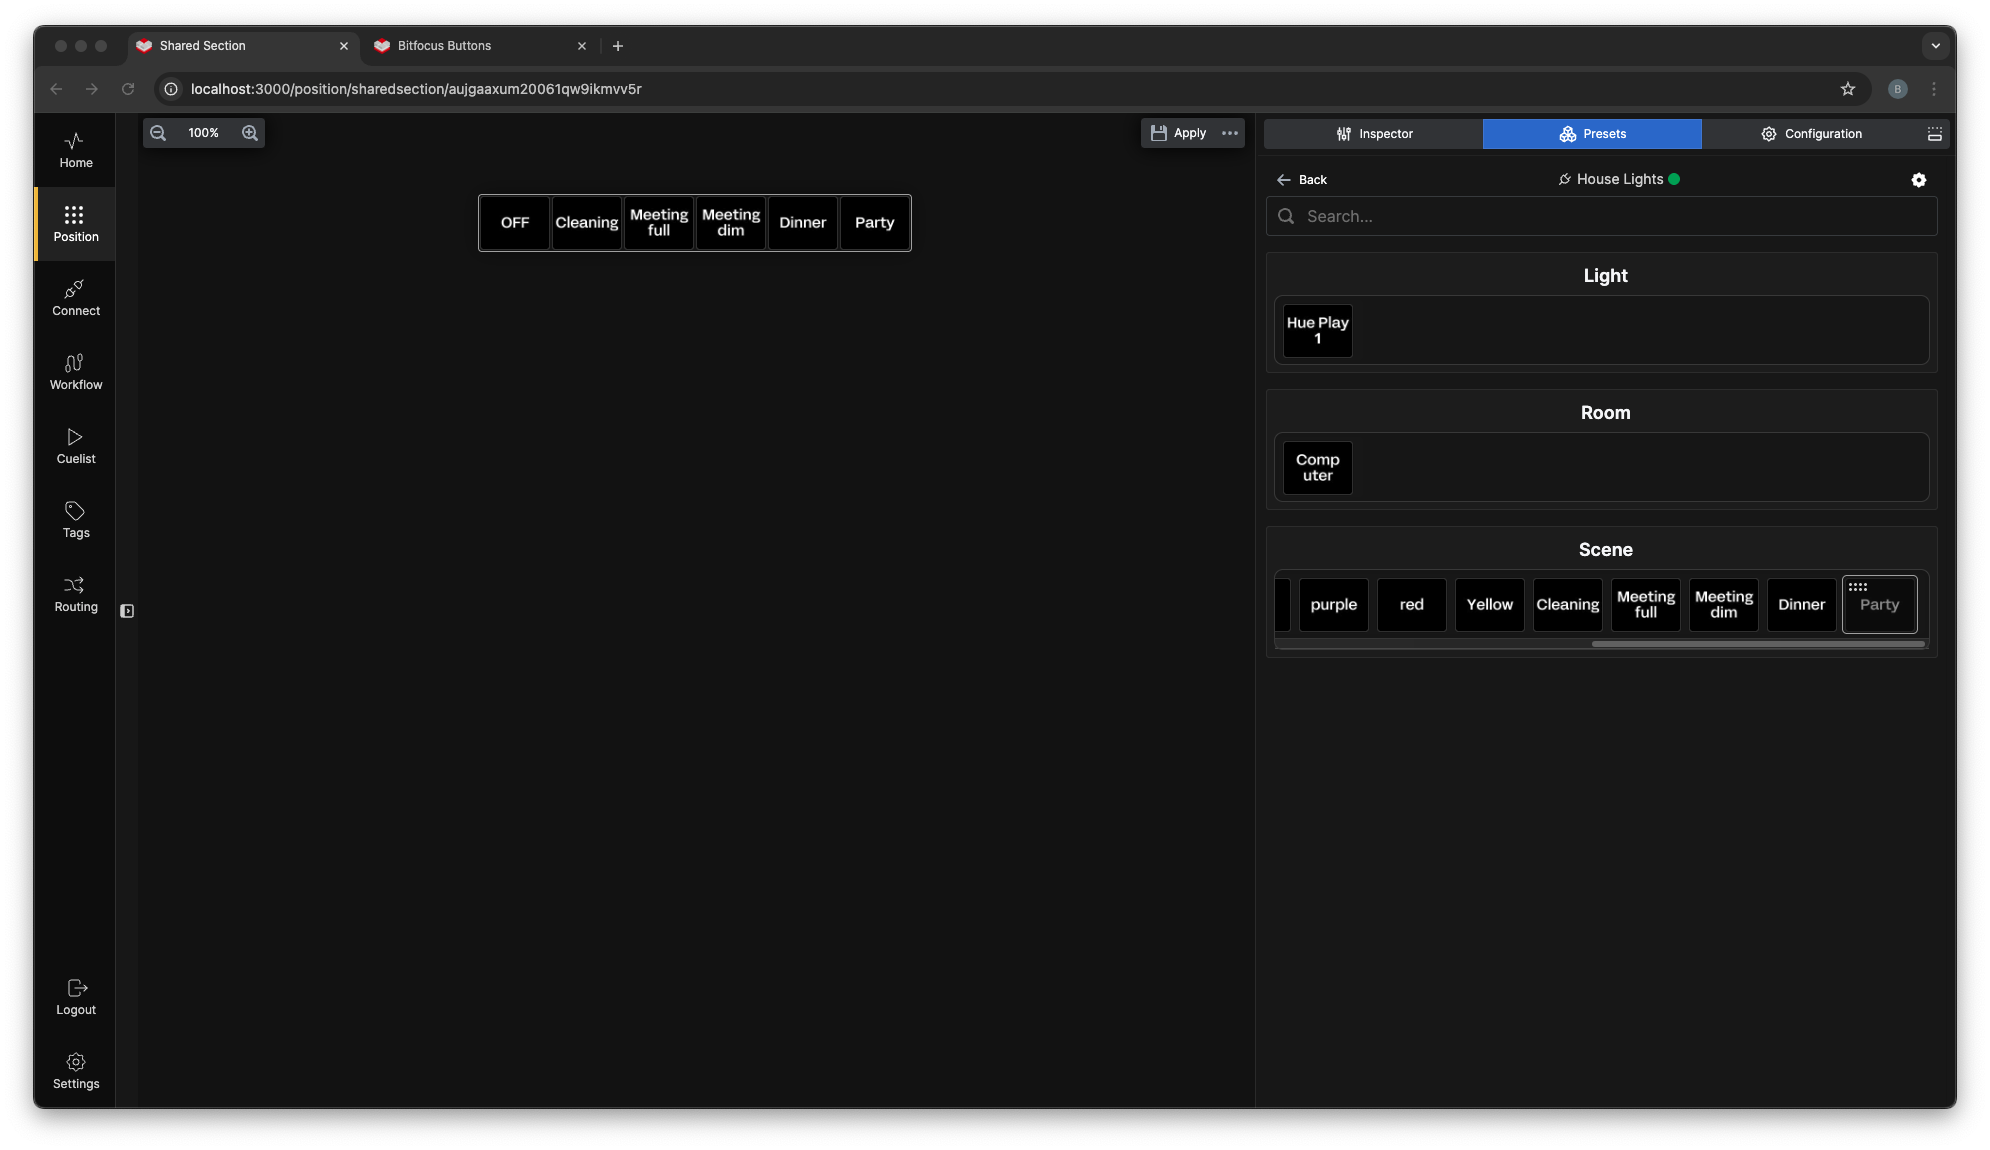 Shared Section
Bitfocus Buttons
localhost:3000/position/sharedsection/aujgaaxum20061qw9ikmvv5r
B
Home
Position
Connect
Workflow
Cuelist
Tags
Routing
Logout
Settings
100%
Apply
OFF
Cleaning
Meeting
full
Meeting
dim
Dinner
Party
Inspector
Presets
Configuration
Back
House Lights
Search...
Light
Hue Play
1
Room
Comp
uter
Scene
purple
red
Yellow
Cleaning
Meeting
full
Meeting
dim
Dinner
Party